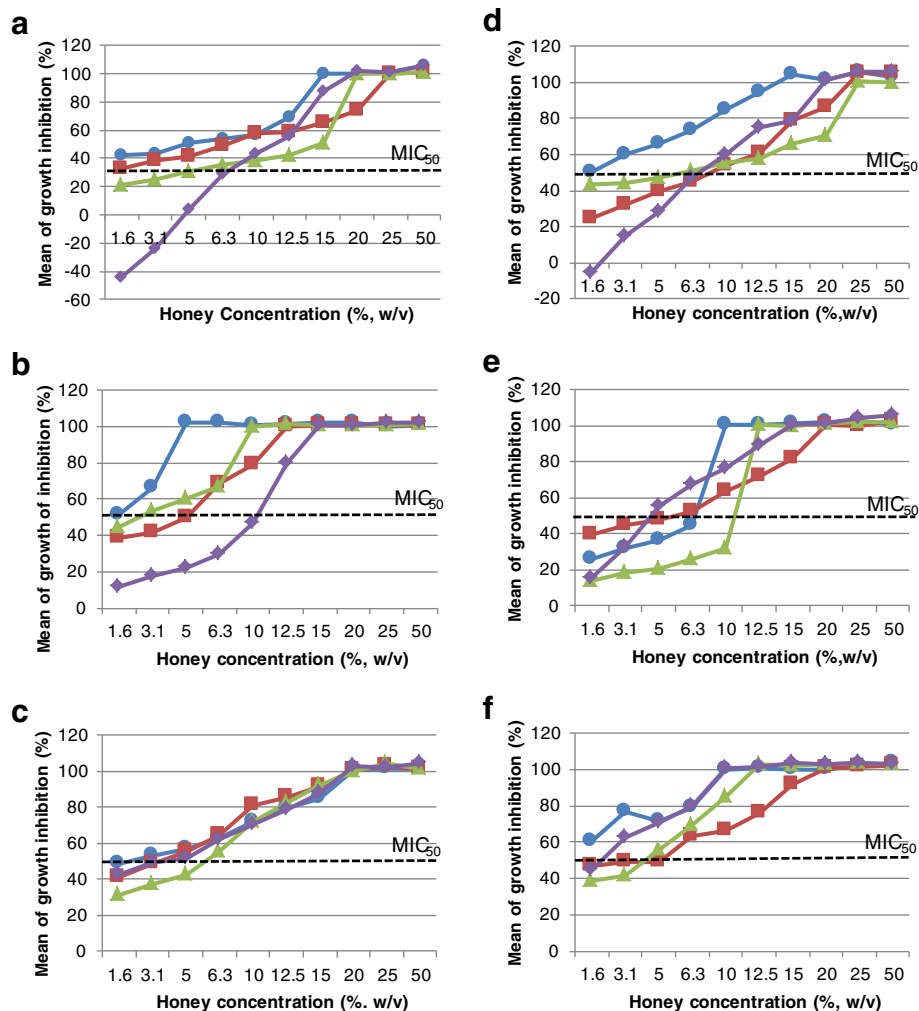 a
Mean of growth inhibition (%)
120
100
80
60
40
20
0
-20
-40
-60
MIC50
1.6 3.1 5 6.3 10 12.5 15 20 25 50
Honey Concentration (%, w/v)
b
Mean of growth of inhibition (%)
120
100
80
60
40
20
0
MIC50
1.6 3.1 5 6.3 10 12.5 15 20 25 50
Honey concentration (%, w/v)
c
Mean of growth inhibition (%)
120
100
80
60
40
20
0
MIC50
1.6 3.1 5 6.3 10 12.5 15 20 25 50
Honey concentration (%. w/v)
d
Mean of growth inhibition (%)
120
100
80
60
40
20
0
-20
MIC50
1.6 3.1 5 6.3 10 12.5 15 20 25 50
Honey concentration (%,w/v)
e
Mean of growth inhibition (%)
120
100
80
60
40
20
0
MIC50
1.6 3.1 5 6.3 10 12.5 15 20 25 50
Honey concentration (%,w/v)
f
Mean of growth inhibition (%)
120
100
80
60
40
20
0
MIC50
1.6 3.1 5 6.3 10 12.5 15 20 25 50
Honey concentration (%, w/v)